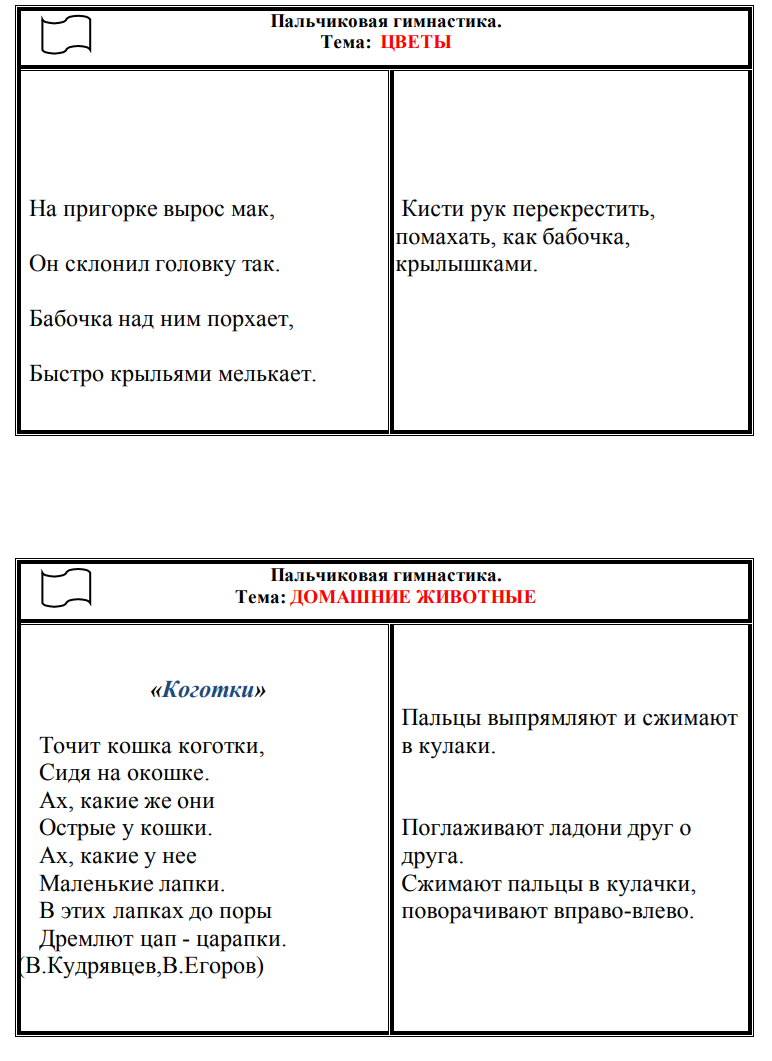 Пальчиковая гимнастика.
Тема: ЦВЕТЫ
На пригорке вырос мак,
Он склонил головку так.
Бабочка над ним порхает,
Быстро крыльями мелькает.
Кисти рук перекрестить,
помахать, как бабочка,
крылышками.
Пальчиковая гимнастика.
Тема: ДОМАШНИЕ ЖИВОТНЫЕ
«Коготки»
Точит кошка коготки,
Сидя на окошке.
Ах, какие же они
Острые у кошки.
Ах, какие у нее
Маленькие лапки.
В этих лапках до поры
Дремлют цап - царапки.
(В.Кудрявцев,В.Егоров)
Пальцы выпрямляют и сжимают
в кулаки.
Поглаживают ладони друг о
друга.
Сжимают пальцы в кулачки,
поворачивают вправо-влево.